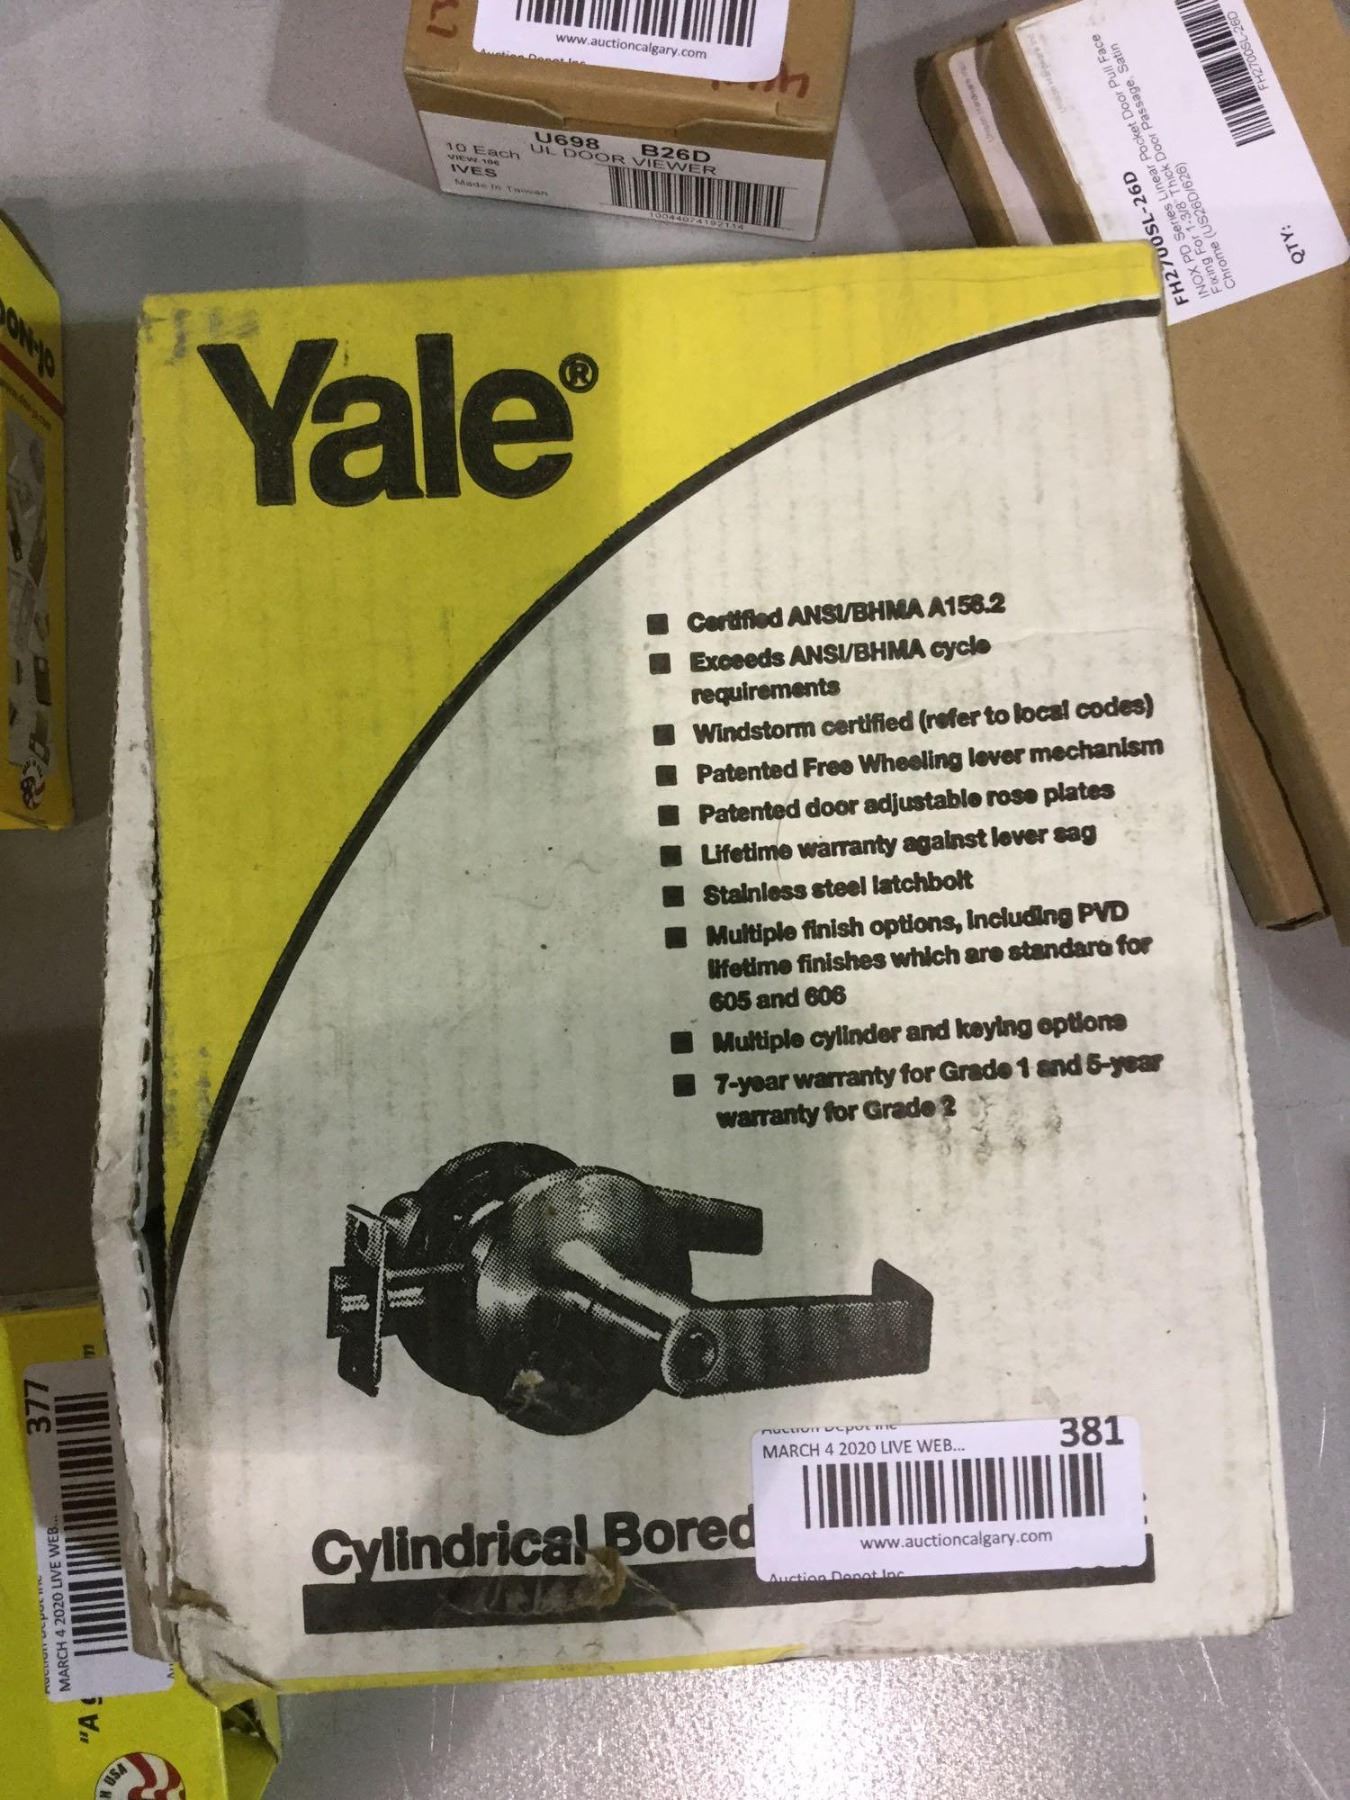 www.auctioncalgary.com
U698 B26D
10 Each UL DOOR VIEWER
VIEW 186
IVES
Made in Taiwan
10044074192114
FH2700SL-26D
INOX PD Series Linear Pocket Door Pull Face
Fixing For 1-3/8" Thick Door Passage, Satin
Chrome (US26D/626)
FH2700SL-26D
QTY:
Yale®
Certified ANSI/BHMA A156.2
Exceeds ANSI/BHMA cycle
requirements
Windstorm certified (refer to local codes)
Patented Free Wheeling lever mechanism
Patented door adjustable rose plates
Lifetime warranty against lever sag
Stainless steel latchbolt
Multiple finish options, including PVD
lifetime finishes which are standard for
605 and 606
Multiple cylinder and keying options
7-year warranty for Grade 1 and 5-year
warranty for Grade 2
Auction Depot Inc
381
MARCH 4 2020 LIVE WEB...
www.auctioncalgary.com
Auction Depot Inc
Cylindrical Bored
377
MARCH 4 2020 LIVE WEB...
"A
USA